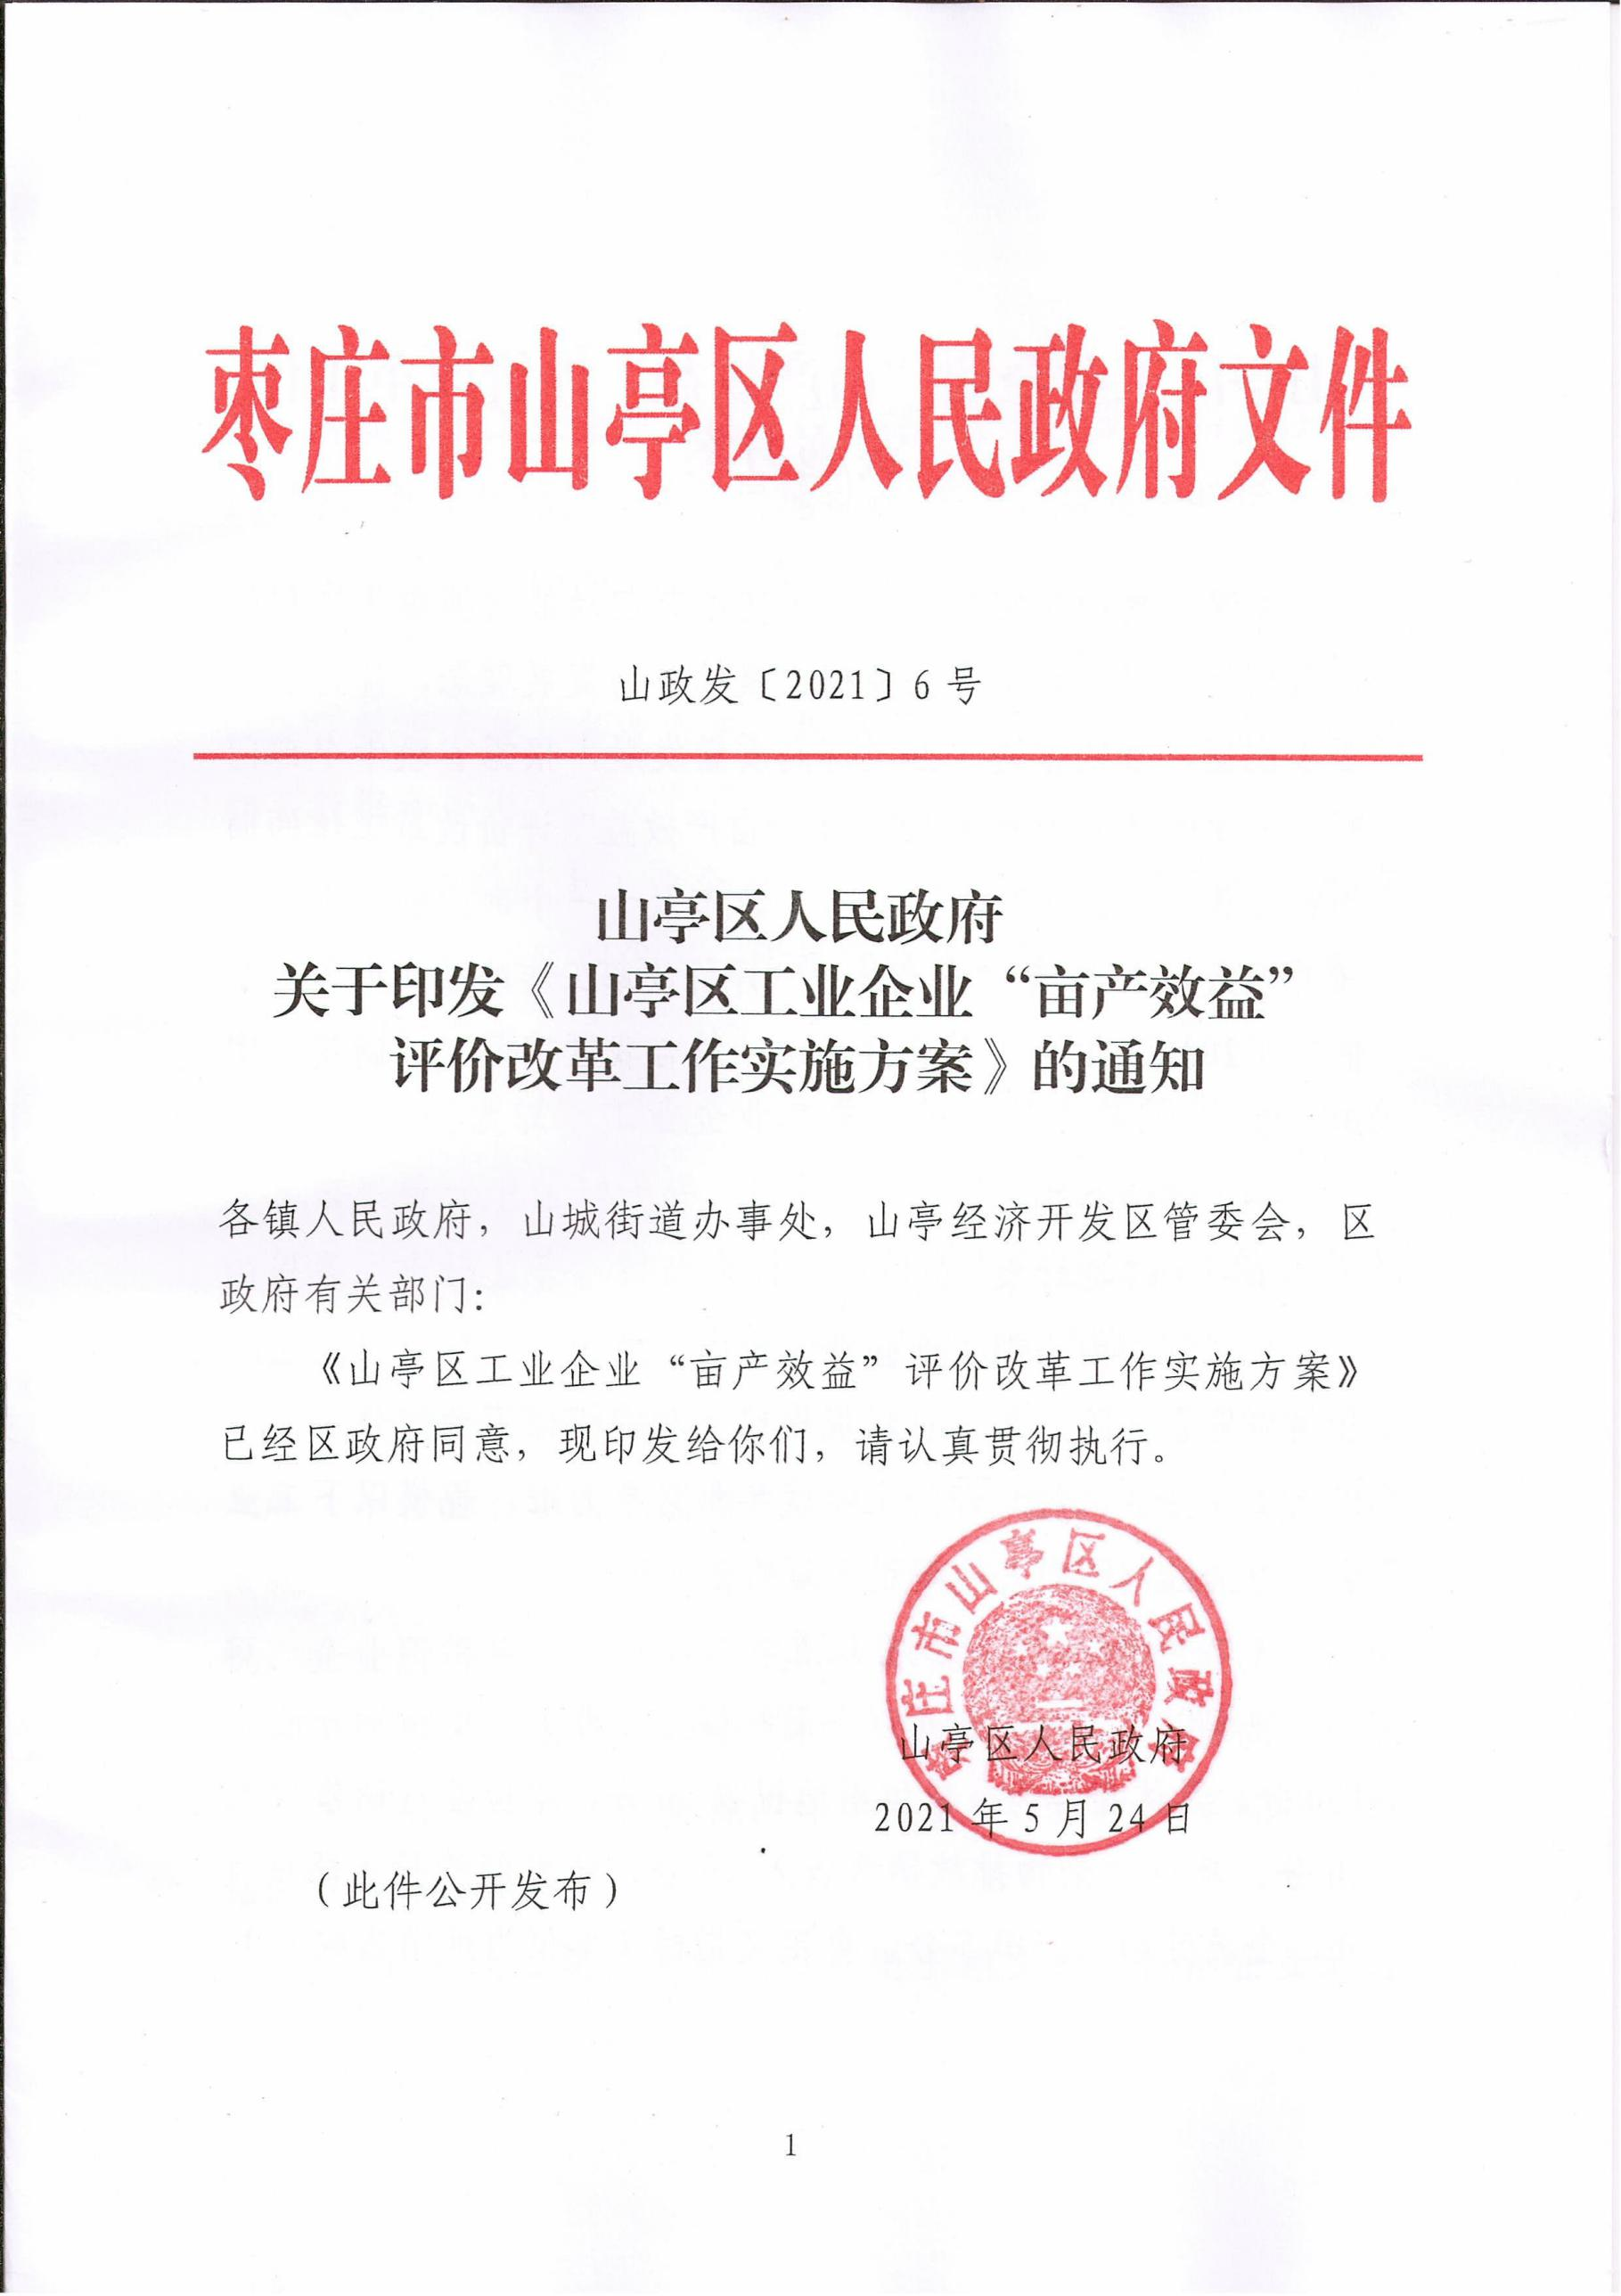 枣庄市山亭区人民政府文件
山政发〔2021〕6号
山亭区人民政府
关于印发《山亭区工业企业“亩产效益”
评价改革工作实施方案》的通知
各镇人民政府，山城街道办事处，山亭经济开发区管委会，区
政府有关部门：
《山亭区工业企业“亩产效益”评价改革工作实施方案》
已经区政府同意，现印发给你们，请认真贯彻执行。
枣庄市山亭区人民政府
山亭区人民政府
2021年5月24日
（此件公开发布）
1